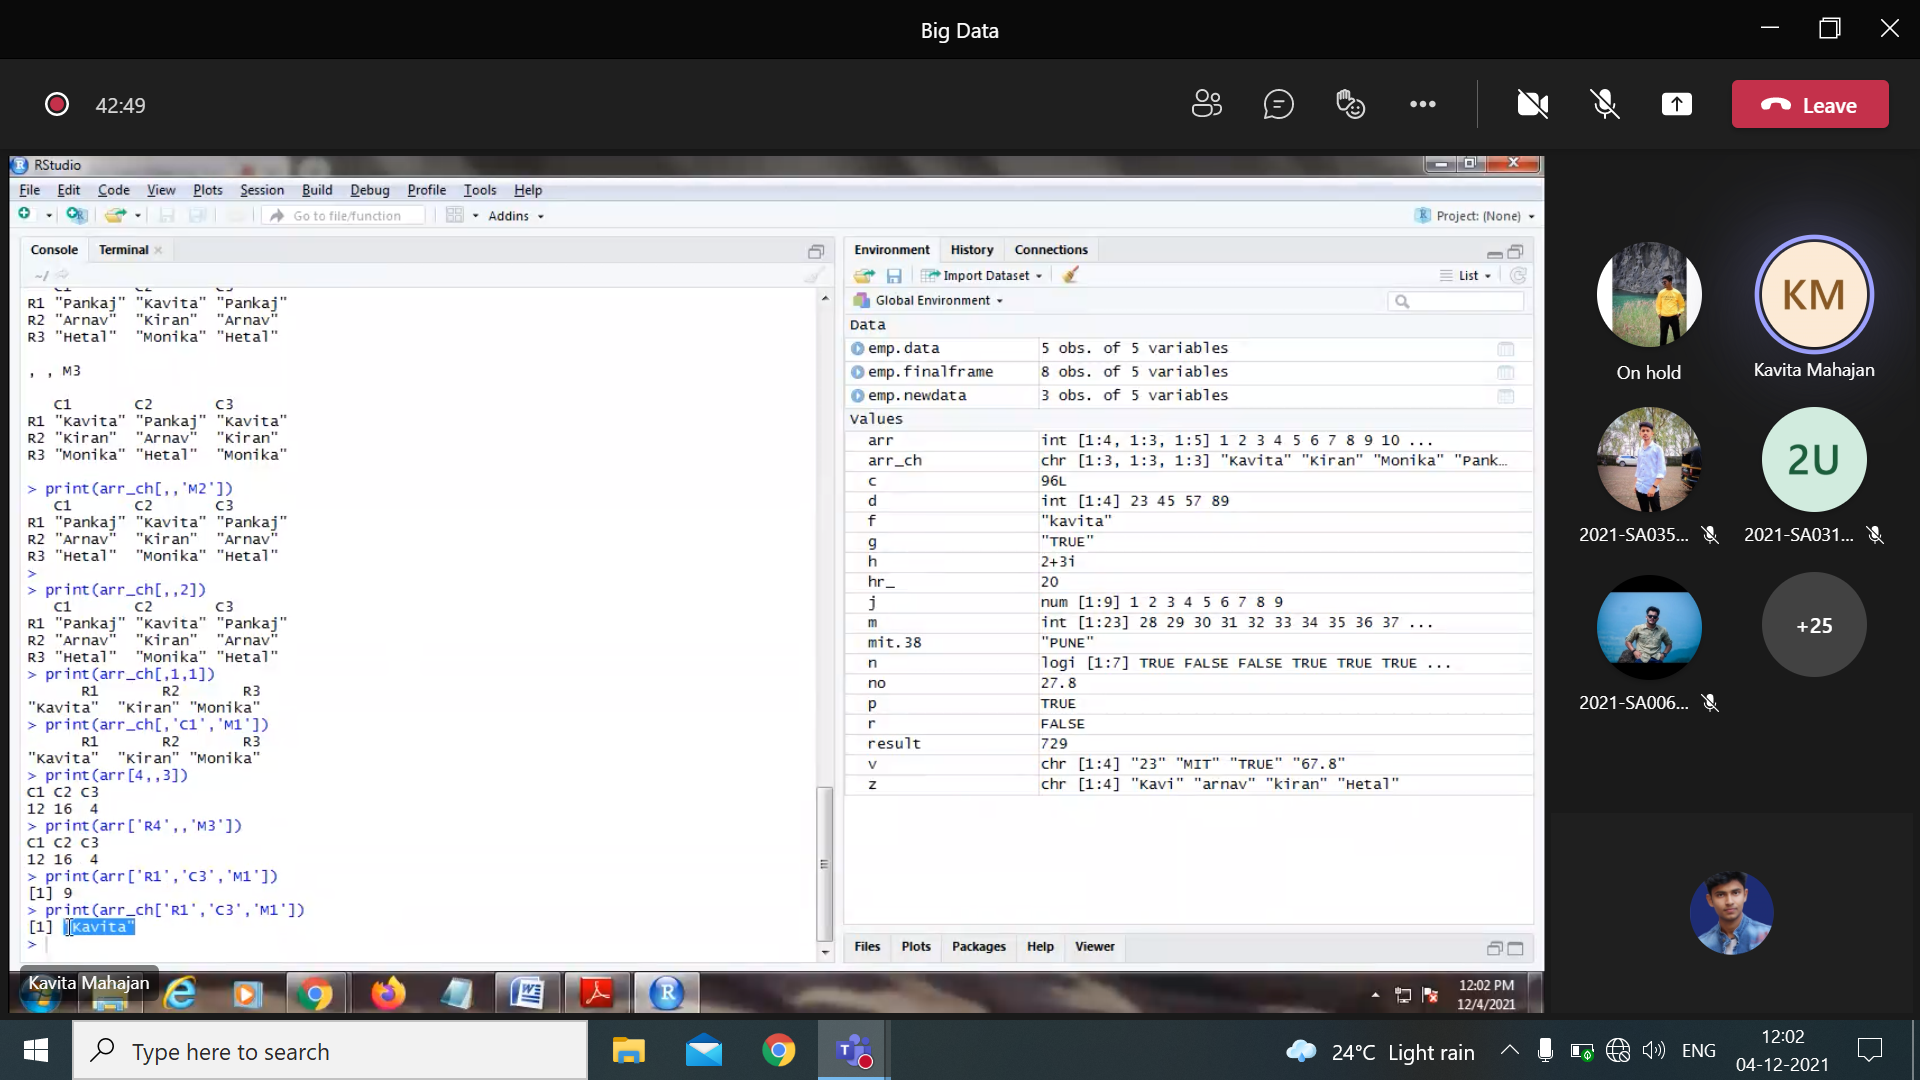 Big Data
42:49
Leave
RStudio
File Edit Code View Plots Session Build Debug Profile Tools Help
Go to file/function Addins Project: (None)
Console Terminal
~/
C1 C2 C3
R1 "Pankaj" "Kavita" "Pankaj"
R2 "Arnav" "Kiran" "Arnav"
R3 "Hetal" "Monika" "Hetal"
, , M3
C1 C2 C3
R1 "Kavita" "Pankaj" "Kavita"
R2 "Kiran" "Arnav" "Kiran"
R3 "Monika" "Hetal" "Monika"
> print(arr_ch[,,'M2'])
C1 C2 C3
R1 "Pankaj" "Kavita" "Pankaj"
R2 "Arnav" "Kiran" "Arnav"
R3 "Hetal" "Monika" "Hetal"
>
> print(arr_ch[,,2])
C1 C2 C3
R1 "Pankaj" "Kavita" "Pankaj"
R2 "Arnav" "Kiran" "Arnav"
R3 "Hetal" "Monika" "Hetal"
> print(arr_ch[,1,1])
R1 R2 R3
"Kavita" "Kiran" "Monika"
> print(arr_ch[,'C1','M1'])
R1 R2 R3
"Kavita" "Kiran" "Monika"
> print(arr[4,,3])
C1 C2 C3
12 16 4
> print(arr['R4',,'M3'])
C1 C2 C3
12 16 4
> print(arr['R1','C3','M1'])
[1] 9
> print(arr_ch['R1','C3','M1'])
[1] "Kavita"
>
Environment History Connections
Import Dataset List
Global Environment
Data
emp.data 5 obs. of 5 variables
emp.finalframe 8 obs. of 5 variables
emp.newdata 3 obs. of 5 variables
Values
arr int [1:4, 1:3, 1:5] 1 2 3 4 5 6 7 8 9 10 ...
arr_ch chr [1:3, 1:3, 1:3] "Kavita" "Kiran" "Monika" "Pank…
c 96L
d int [1:4] 23 45 57 89
f "kavita"
g "TRUE"
h 2+3i
hr_ 20
j num [1:9] 1 2 3 4 5 6 7 8 9
m int [1:23] 28 29 30 31 32 33 34 35 36 37 ...
mit.38 "PUNE"
n logi [1:7] TRUE FALSE FALSE TRUE TRUE TRUE ...
no 27.8
p TRUE
r FALSE
result 729
v chr [1:4] "23" "MIT" "TRUE" "67.8"
z chr [1:4] "Kavi" "arnav" "kiran" "Hetal"
Files Plots Packages Help Viewer
Kavita Mahajan
12:02 PM
12/4/2021
KM
On hold
Kavita Mahajan
2U
2021-SA035...
2021-SA031...
+25
2021-SA006...
Type here to search
24°C Light rain
ENG
12:02
04-12-2021